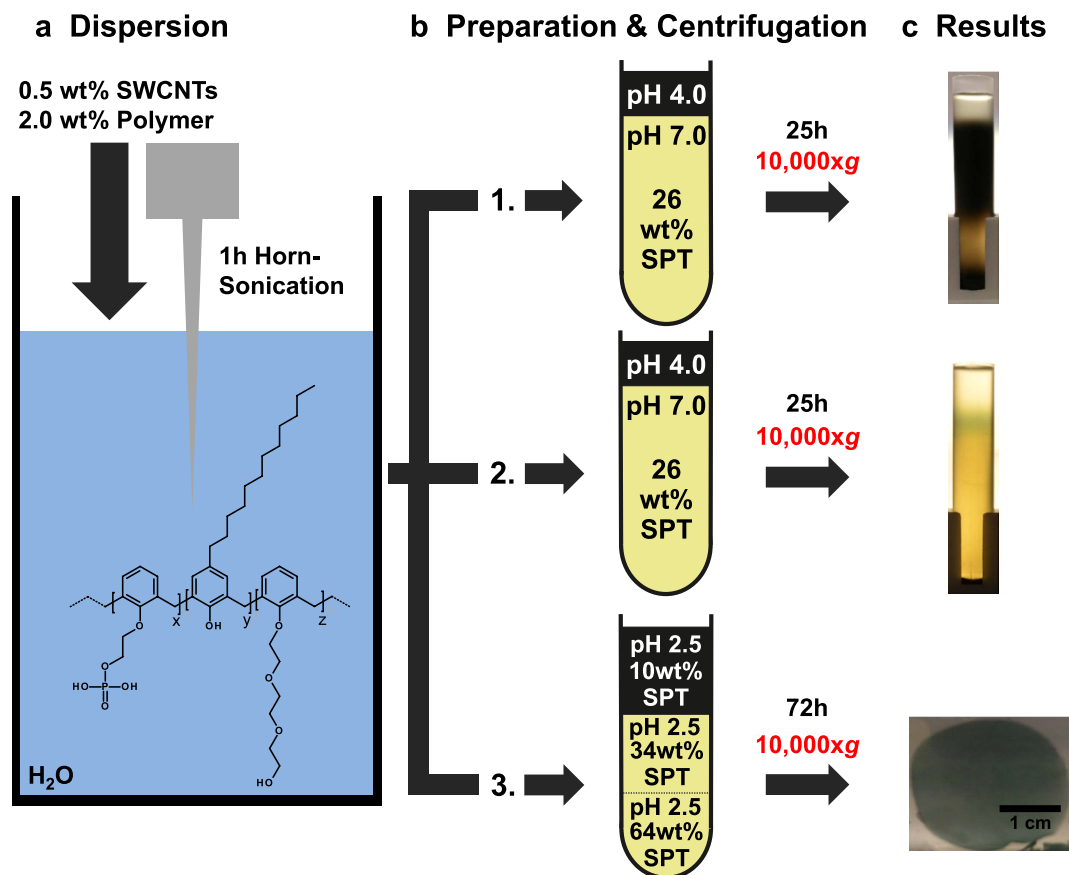 a Dispersion
0.5 wt% SWCNTs
2.0 wt% Polymer
1h Horn-
Sonication
x
y
z
O
OH
O
O
HO
P
OH
O
O
O
HO
H₂O
b Preparation & Centrifugation
1.
pH 4.0
pH 7.0
26
wt%
SPT
25h
10,000xg
2.
pH 4.0
pH 7.0
26
wt%
SPT
25h
10,000xg
3.
pH 2.5
10wt%
SPT
pH 2.5
34wt%
SPT
pH 2.5
64wt%
SPT
72h
10,000xg
c Results
1 cm